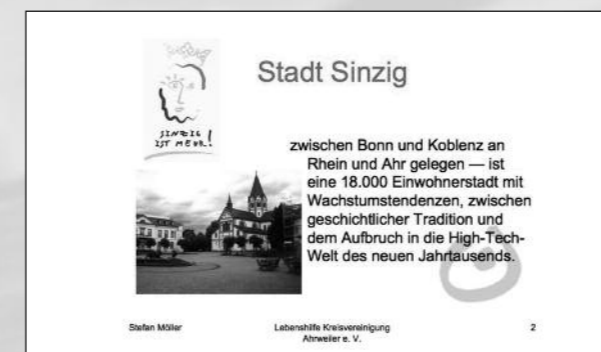 Stadt Sinzig
SINZIG
IST MEHR!
zwischen Bonn und Koblenz an
Rhein und Ahr gelegen — ist
eine 18.000 Einwohnerstadt mit
Wachstumstendenzen, zwischen
geschichtlicher Tradition und
dem Aufbruch in die High-Tech-
Welt des neuen Jahrtausends.
Stefan Möller
Lebenshilfe Kreisvereinigung
Ahrweiler e. V.
2